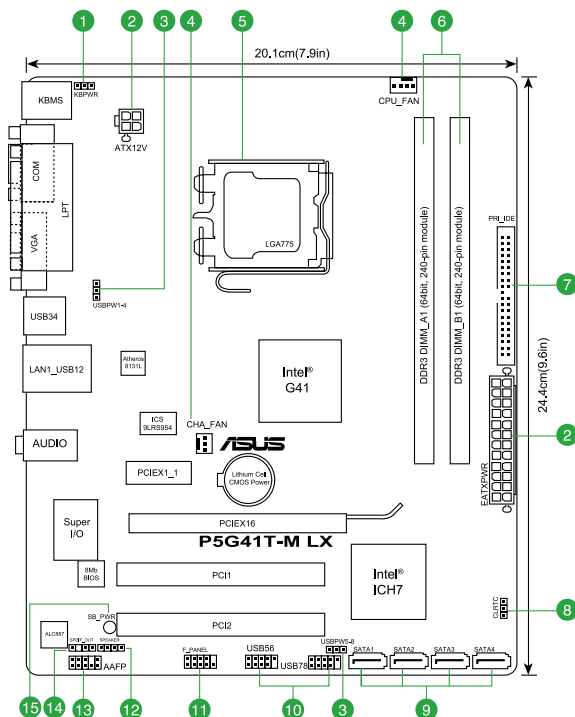 1
2
3
4
5
4
6
20.1cm(7.9in)
KBMS
KBPWR
ATX12V
CPU_FAN
COM
LPT
VGA
LGA775
DDR3 DIMM_A1 (64bit, 240-pin module)
DDR3 DIMM_B1 (64bit, 240-pin module)
PRI_IDE
7
24.4cm(9.6in)
USBPW1-4
USB34
LAN1_USB12
Atheros
8131L
Intel®
G41
ICS
9LRS954
CHA_FAN
ASUS
AUDIO
2
EATXPWR
PCIEX1_1
Lithium Cell
CMOS Power
Super
I/O
PCIEX16
P5G41T-M LX
8Mb
BIOS
PCI1
Intel®
ICH7
CLRTC
8
SB_PWR
ALC887
PCI2
SPDIF_OUT
SPEAKER
AAFP
F_PANEL
USB56
USB78
USBPW5-8
SATA1
SATA2
SATA3
SATA4
15
14
13
12
11
10
3
9